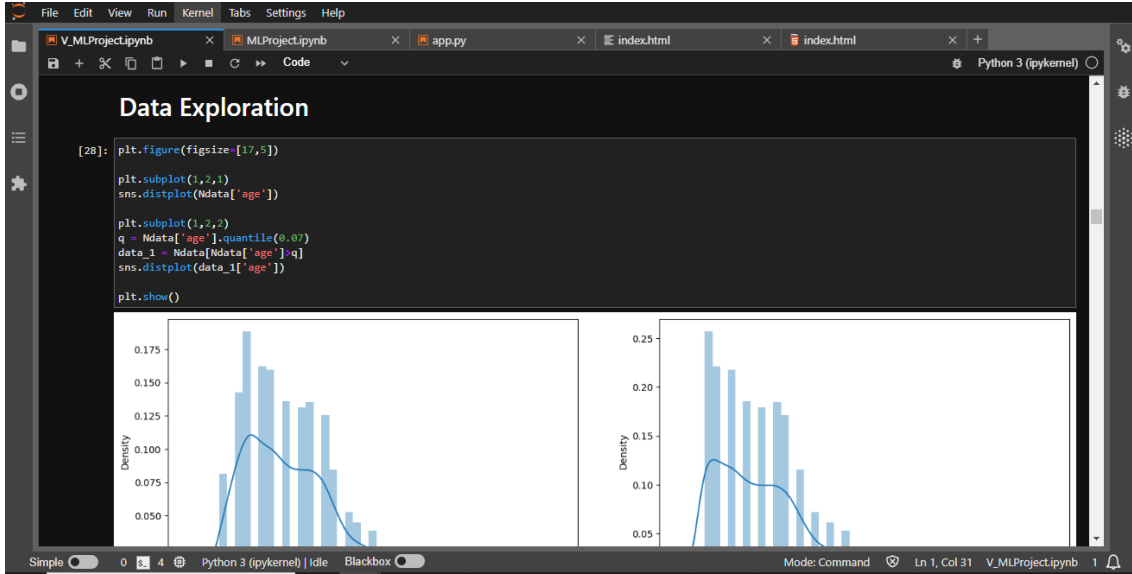 File Edit View Run Kernel Tabs Settings Help
V_MLProject.ipynb MLProject.ipynb app.py index.html index.html
Code Python 3 (ipykernel)
Data Exploration
[28]: plt.figure(figsize=[17,5])
plt.subplot(1,2,1)
sns.distplot(Ndata['age'])
plt.subplot(1,2,2)
q = Ndata['age'].quantile(0.07)
data_1 = Ndata[Ndata['age']>q]
sns.distplot(data_1['age'])
plt.show()
0.175
0.150
0.125
0.100
0.075
0.050
Density
0.25
0.20
0.15
0.10
0.05
Density
Simple 0 $_ 4 Python 3 (ipykernel) | Idle Blackbox Mode: Command Ln 1, Col 31 V_MLProject.ipynb 1